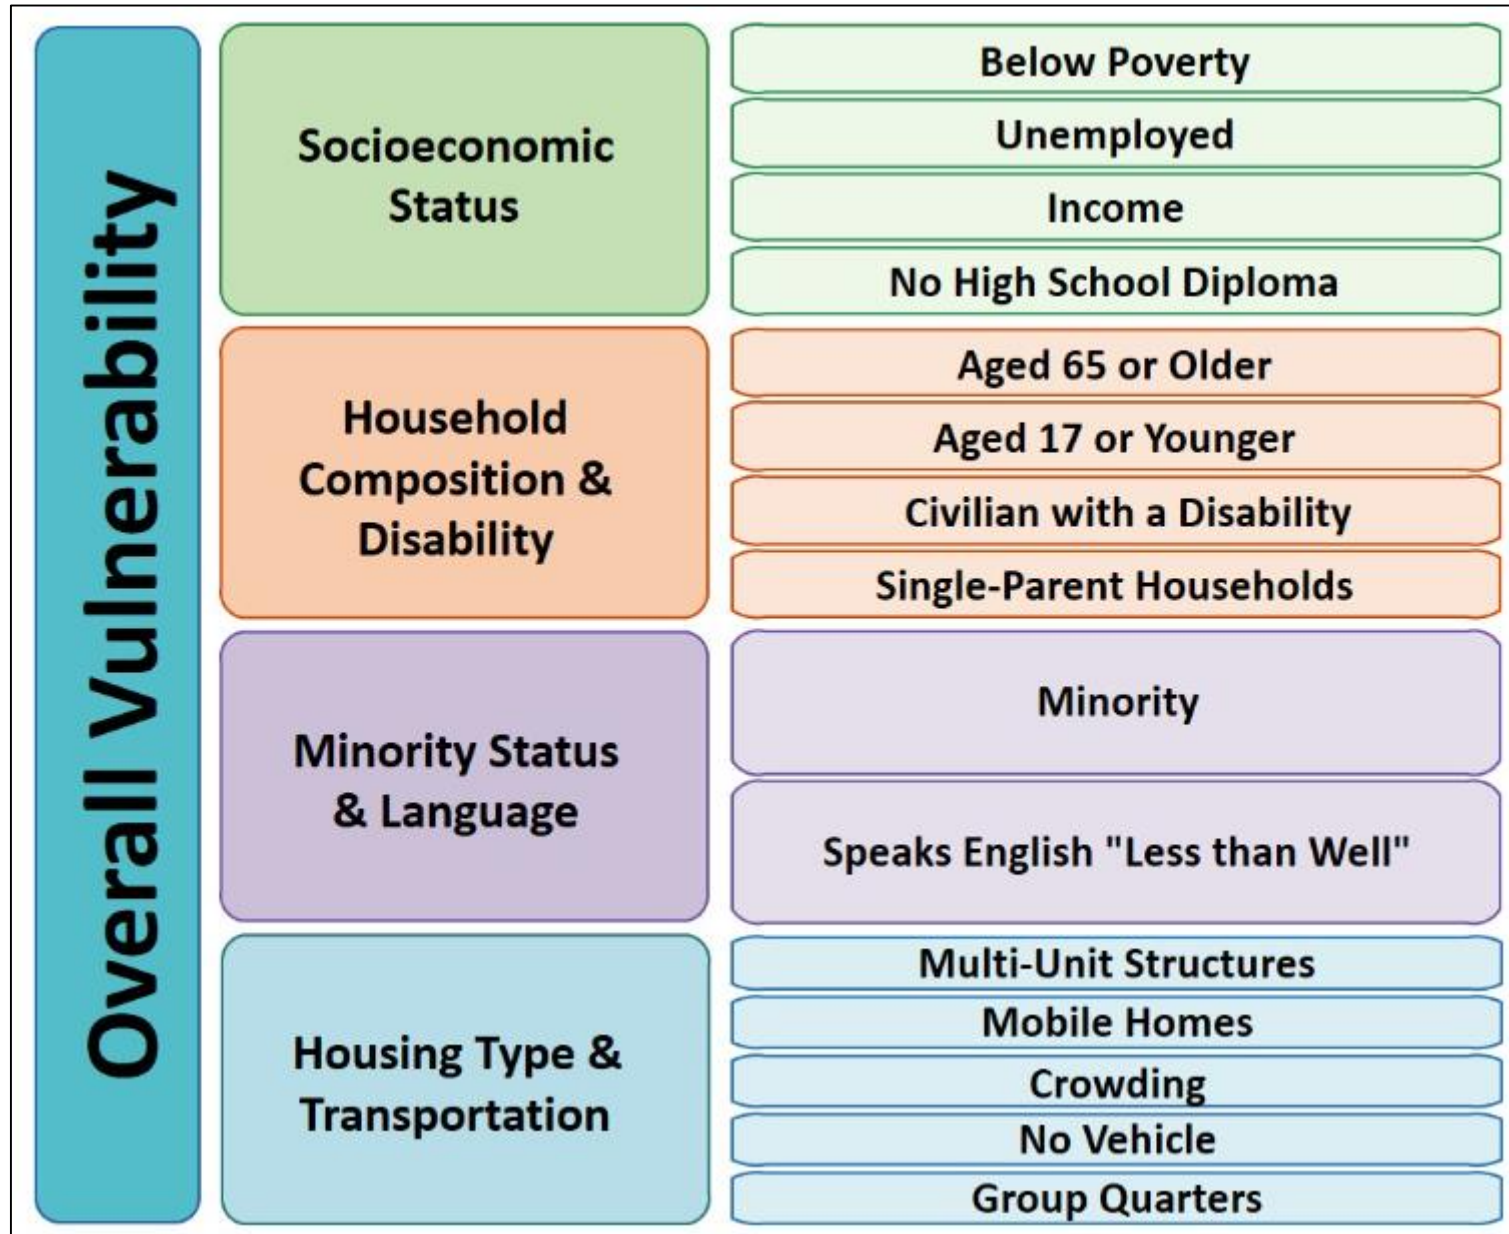 Overall Vulnerability
Socioeconomic
Status
Below Poverty
Unemployed
Income
No High School Diploma
Household
Composition &
Disability
Aged 65 or Older
Aged 17 or Younger
Civilian with a Disability
Single-Parent Households
Minority Status
& Language
Minority
Speaks English "Less than Well"
Housing Type &
Transportation
Multi-Unit Structures
Mobile Homes
Crowding
No Vehicle
Group Quarters